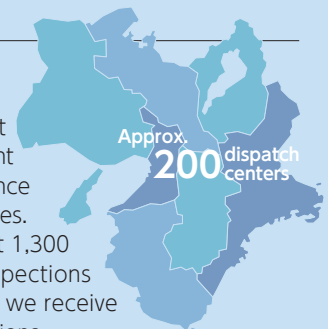 Approx.
200 dispatch
centers
t
nt
nce
es.
t 1,300
pections
we receive